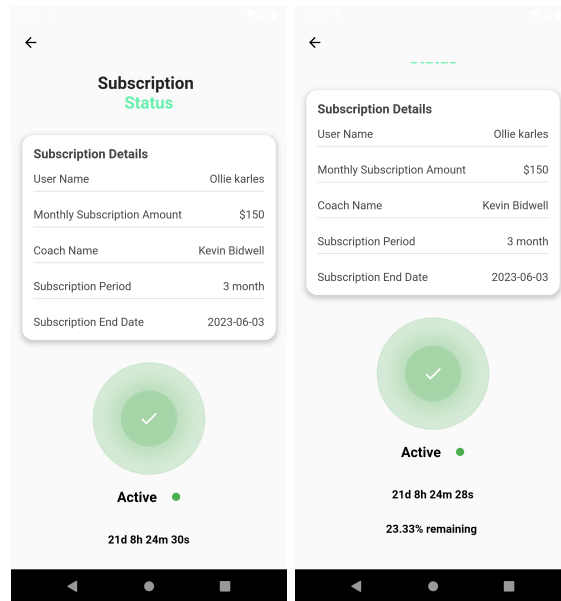 Subscription
Status
Subscription Details
User Name Ollie karles
Monthly Subscription Amount $150
Coach Name Kevin Bidwell
Subscription Period 3 month
Subscription End Date 2023-06-03
Active
21d 8h 24m 30s
Subscription Details
User Name Ollie karles
Monthly Subscription Amount $150
Coach Name Kevin Bidwell
Subscription Period 3 month
Subscription End Date 2023-06-03
Active
21d 8h 24m 28s
23.33% remaining